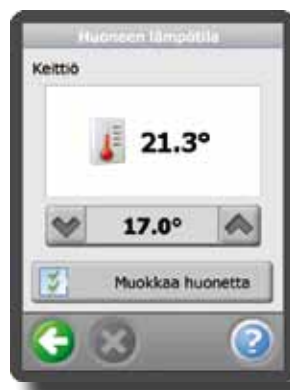 Huoneen lämpötila
Keittiö
21.3°
17.0°
Muokkaa huonetta
?